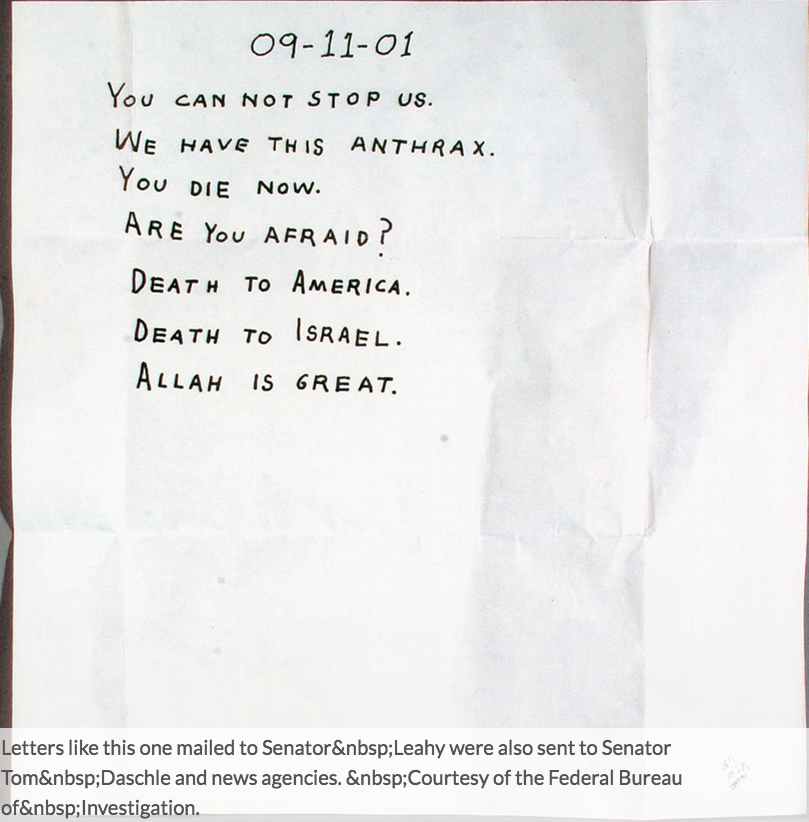 09-11-01
YOU CAN NOT STOP US.
WE HAVE THIS ANTHRAX.
YOU DIE NOW.
ARE YOU AFRAID?
DEATH TO AMERICA.
DEATH TO ISRAEL.
ALLAH IS GREAT.
Letters like this one mailed to Senator&nbsp;Leahy were also sent to Senator
Tom&nbsp;Daschle and news agencies. &nbsp;Courtesy of the Federal Bureau
of&nbsp;Investigation.